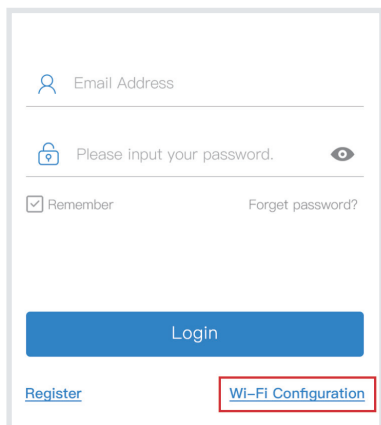 Email Address
Please input your password.
Remember Forget password?
Login
Register Wi-Fi Configuration